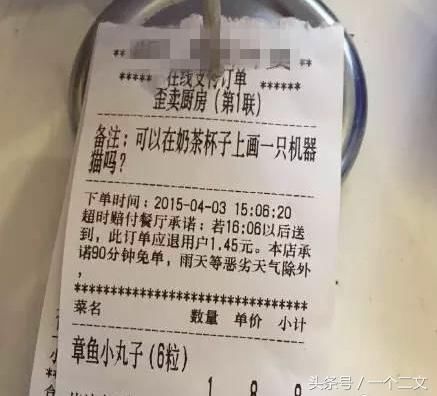 ***** 在线支付订单 ******
歪卖厨房(第1联)
备注:可以在奶茶杯子上画一只机器
猫吗?
下单时间:2015-04-03 15:06:20
超时赔付餐厅承诺:若16:06以后送
到,此订单应退用户1.45元。本店承
诺90分钟免单,雨天等恶劣天气除外
,
******************************
菜名 数量 单价 小计
章鱼小丸子(6粒)
1 8 8
头条号/一个二文